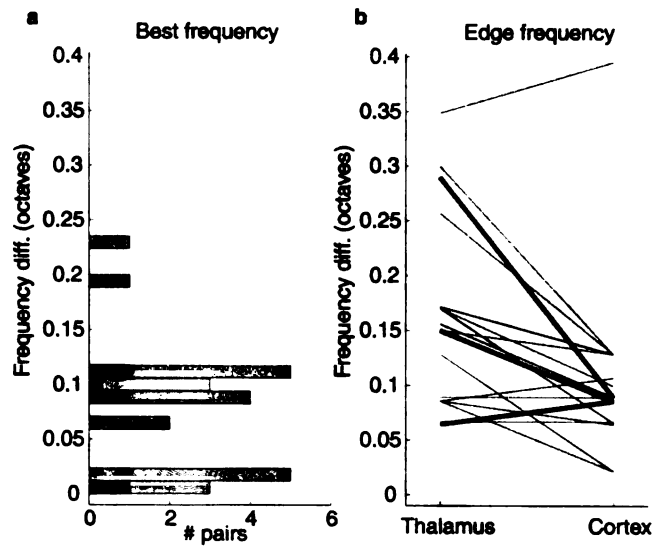 a
Best frequency
0.4
0.35
0.3
0.25
0.2
0.15
0.1
0.05
0
Frequency diff. (octaves)
0
2
4
6
# pairs
b
Edge frequency
0.4
0.35
0.3
0.25
0.2
0.15
0.1
0.05
0
Frequency diff. (octaves)
Thalamus
Cortex